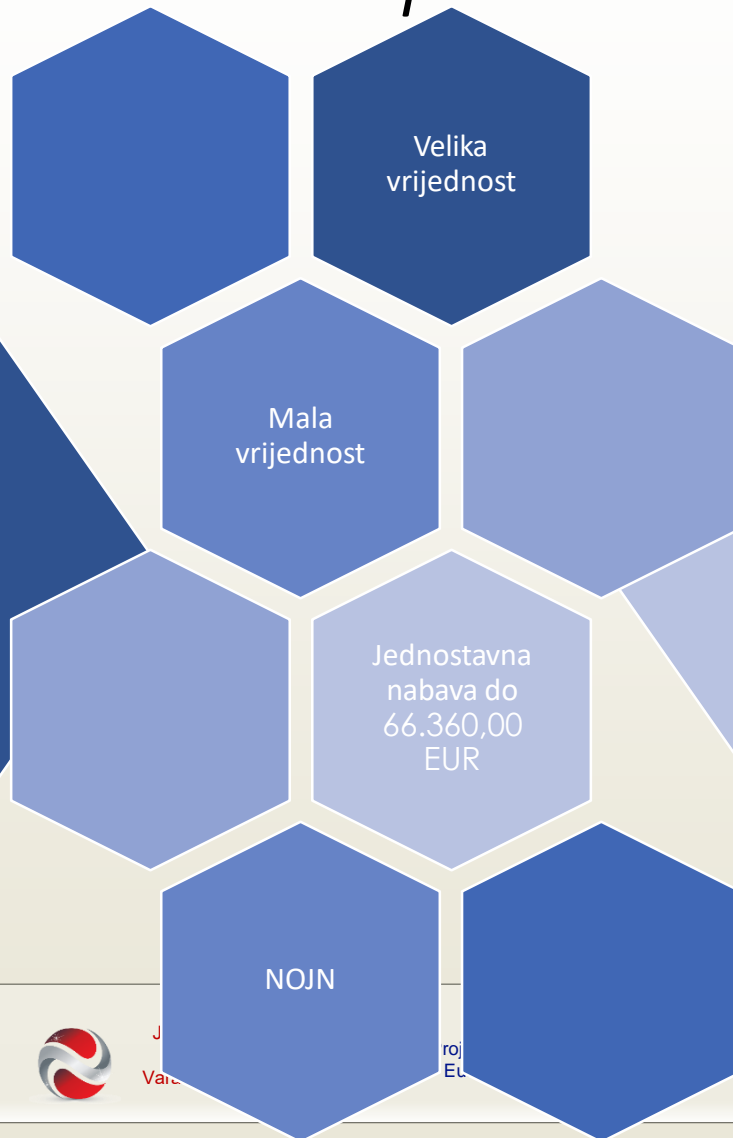 Velika
vrijednost
Mala
vrijednost
Jednostavna
nabava do
66.360,00
EUR
NOJN